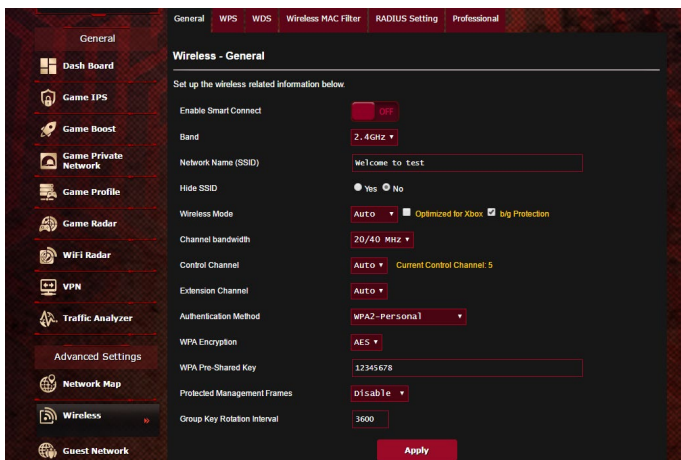 General WPS WDS Wireless MAC Filter RADIUS Setting Professional
General
Dash Board
Game IPS
Game Boost
Game Private
Network
Game Profile
Game Radar
WiFi Radar
VPN
Traffic Analyzer
Advanced Settings
Network Map
Wireless »
Guest Network
Wireless - General
Set up the wireless related information below.
Enable Smart Connect OFF
Band 2.4GHz
Network Name (SSID) Welcome to test
Hide SSID Yes No
Wireless Mode Auto Optimized for Xbox b/g Protection
Channel bandwidth 20/40 MHz
Control Channel Auto Current Control Channel: 5
Extension Channel Auto
Authentication Method WPA2-Personal
WPA Encryption AES
WPA Pre-Shared Key 12345678
Protected Management Frames Disable
Group Key Rotation Interval 3600
Apply